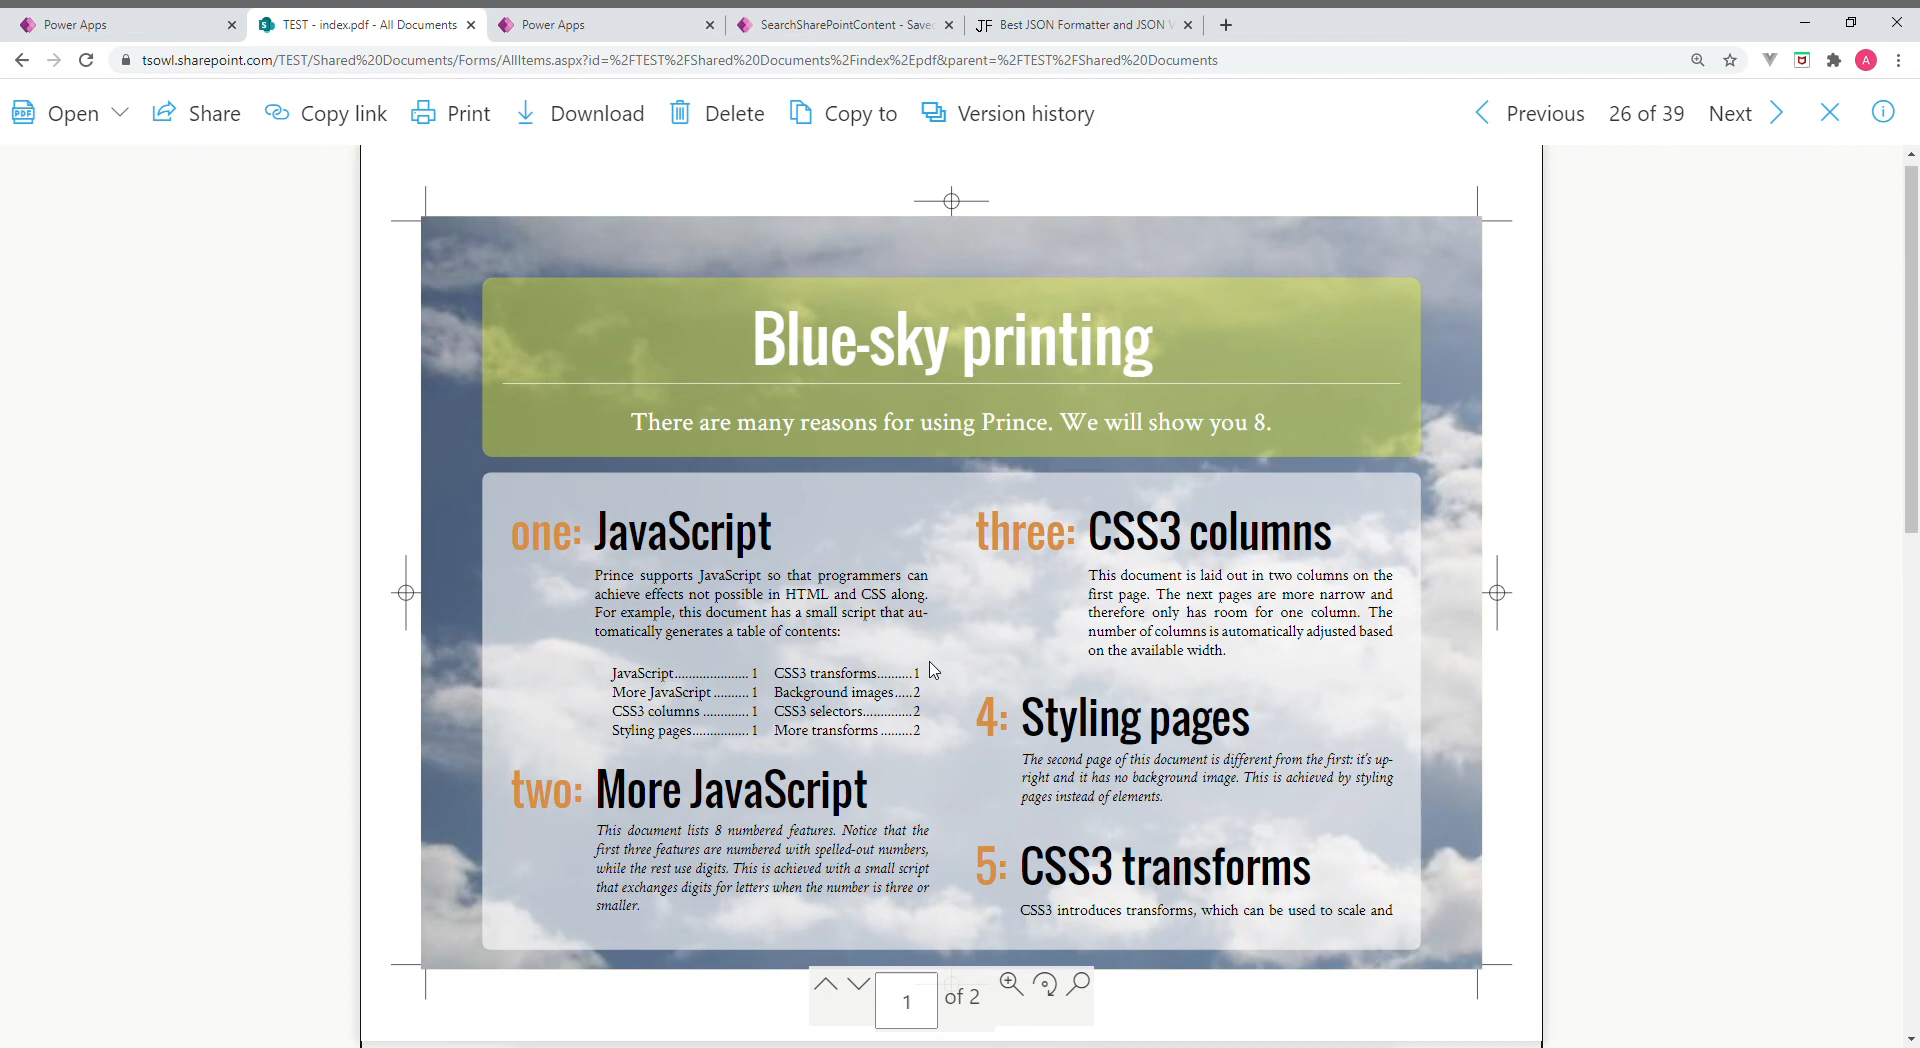 Power Apps
TEST - index.pdf - All Documents
Power Apps
SearchSharePointContent - Save
Best JSON Formatter and JSON
tsowl.sharepoint.com/TEST/Shared%20Documents/Forms/AllItems.aspx?id=%2FTEST%2FShared%20Documents%2Findex%2Epdf&parent=%2FTEST%2FShared%20Documents
A
PDF
Open
Share
Copy link
Print
Download
Delete
Copy to
Version history
Previous
26 of 39
Next
Blue-sky printing
There are many reasons for using Prince. We will show you 8.
one: JavaScript
Prince supports JavaScript so that programmers can
achieve effects not possible in HTML and CSS along.
For example, this document has a small script that au-
tomatically generates a table of contents:
JavaScript..................... 1
More JavaScript.......... 1
CSS3 columns ............. 1
Styling pages................ 1
CSS3 transforms..........1
Background images.....2
CSS3 selectors..............2
More transforms .........2
two: More JavaScript
This document lists 8 numbered features. Notice that the
first three features are numbered with spelled-out numbers,
while the rest use digits. This is achieved with a small script
that exchanges digits for letters when the number is three or
smaller.
three: CSS3 columns
This document is laid out in two columns on the
first page. The next pages are more narrow and
therefore only has room for one column. The
number of columns is automatically adjusted based
on the available width.
4: Styling pages
The second page of this document is different from the first: it's up-
right and it has no background image. This is achieved by styling
pages instead of elements.
5: CSS3 transforms
CSS3 introduces transforms, which can be used to scale and
1 of 2